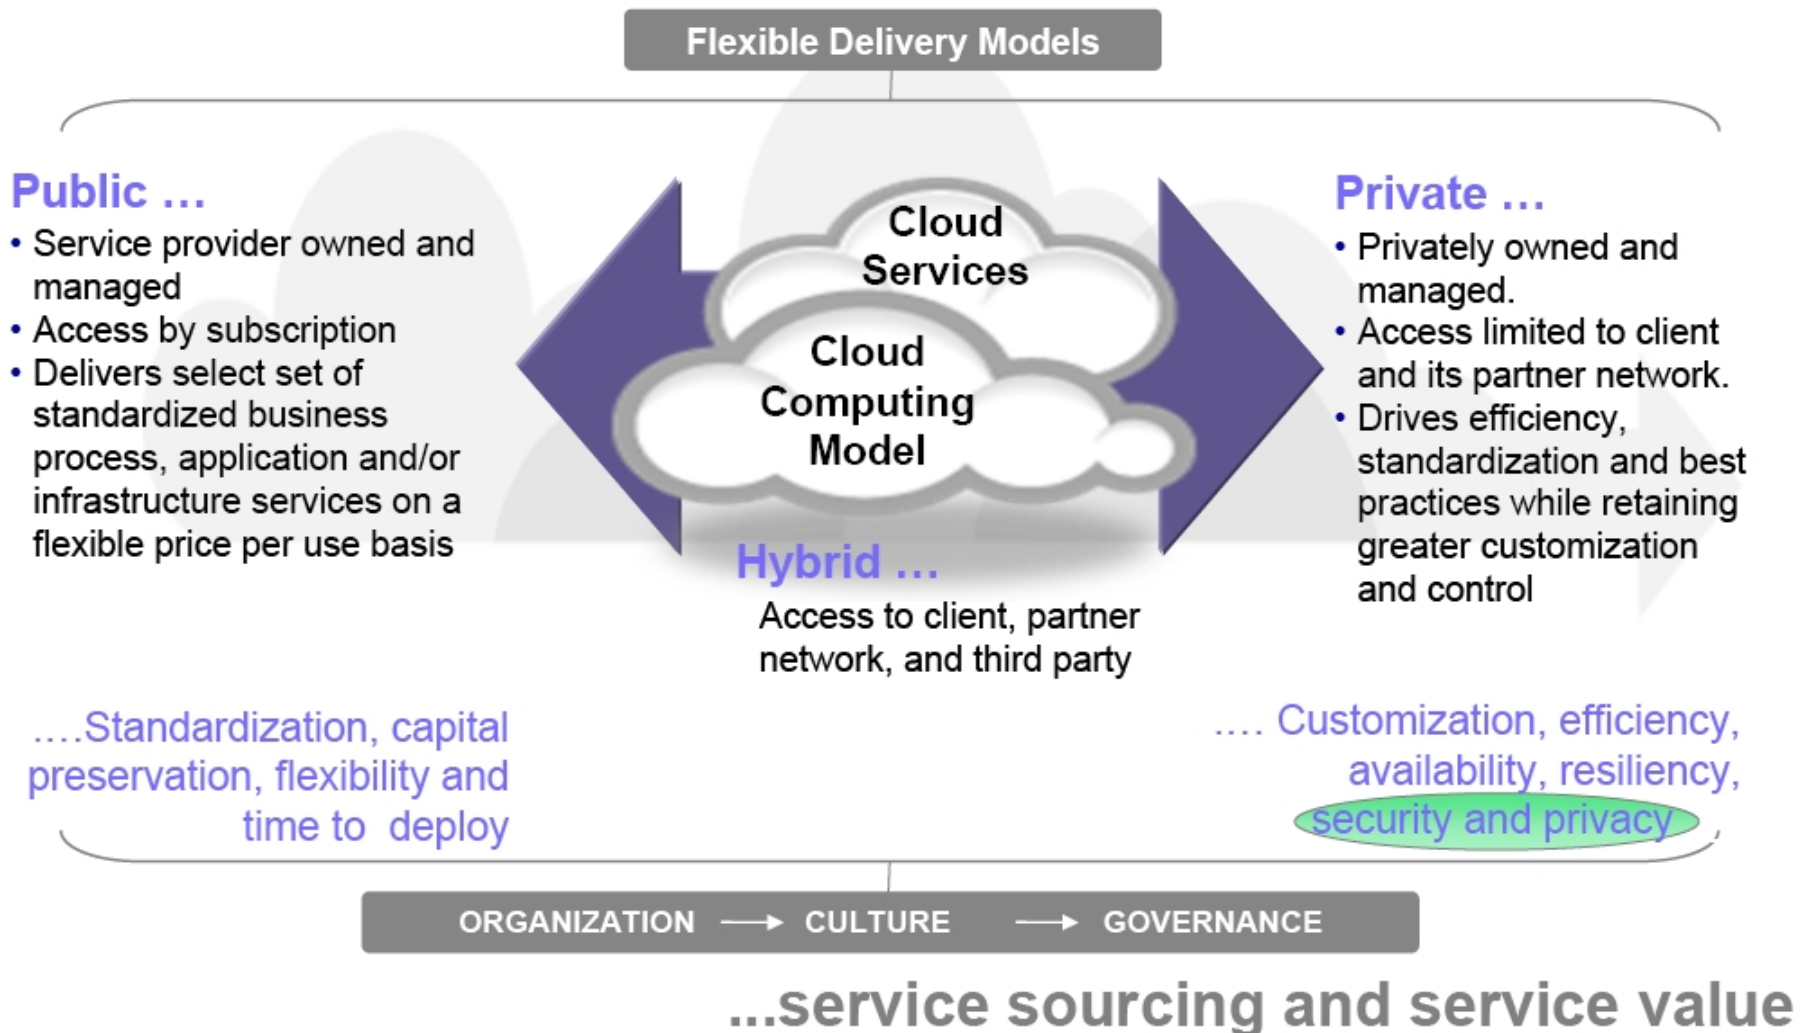 Flexible Delivery Models
Public …
• Service provider owned and
managed
• Access by subscription
• Delivers select set of
standardized business
process, application and/or
infrastructure services on a
flexible price per use basis
Cloud
Services
Cloud
Computing
Model
Hybrid …
Access to client, partner
network, and third party
Private …
• Privately owned and
managed.
• Access limited to client
and its partner network.
• Drives efficiency,
standardization and best
practices while retaining
greater customization
and control
….Standardization, capital
preservation, flexibility and
time to deploy
…. Customization, efficiency,
availability, resiliency,
security and privacy
ORGANIZATION → CULTURE → GOVERNANCE
...service sourcing and service value